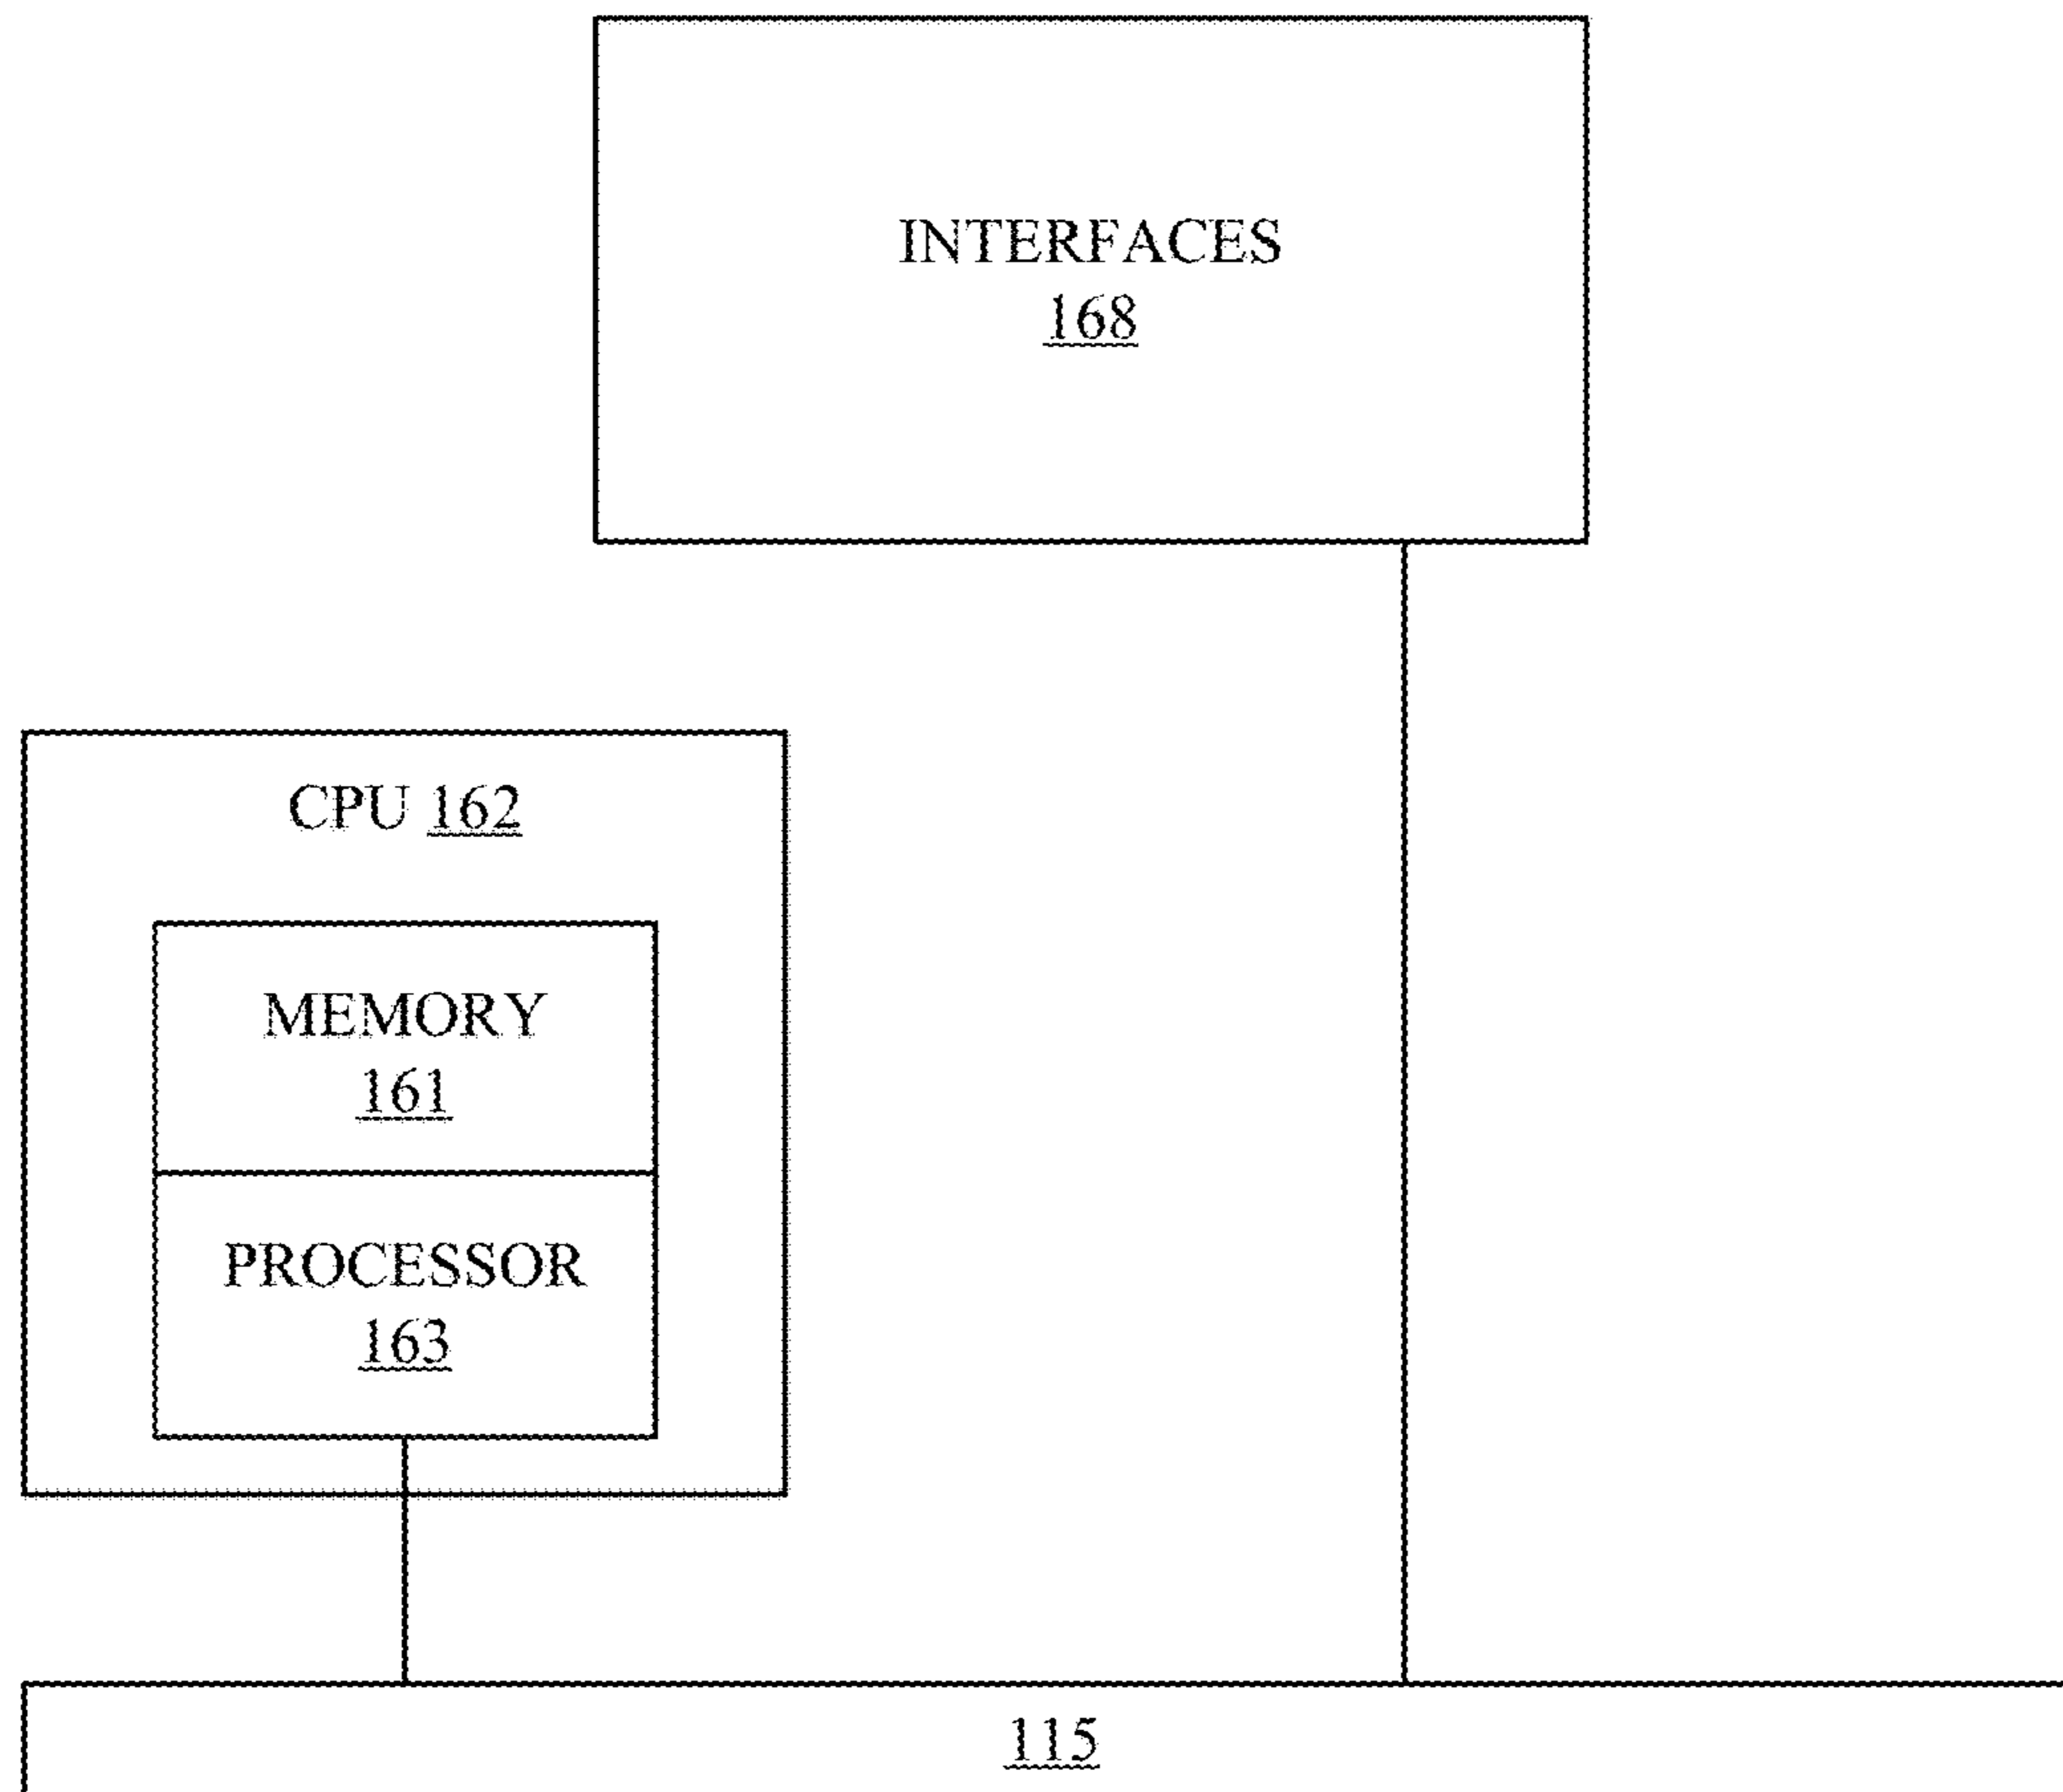 INTERFACES
168
CPU 162
MEMORY
161
PROCESSOR
163
115